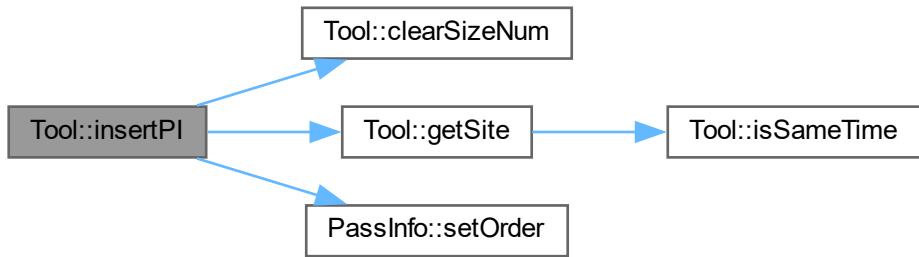 Tool::clearSizeNum
Tool::insertPI
Tool::getSite
Tool::isSameTime
PassInfo::setOrder